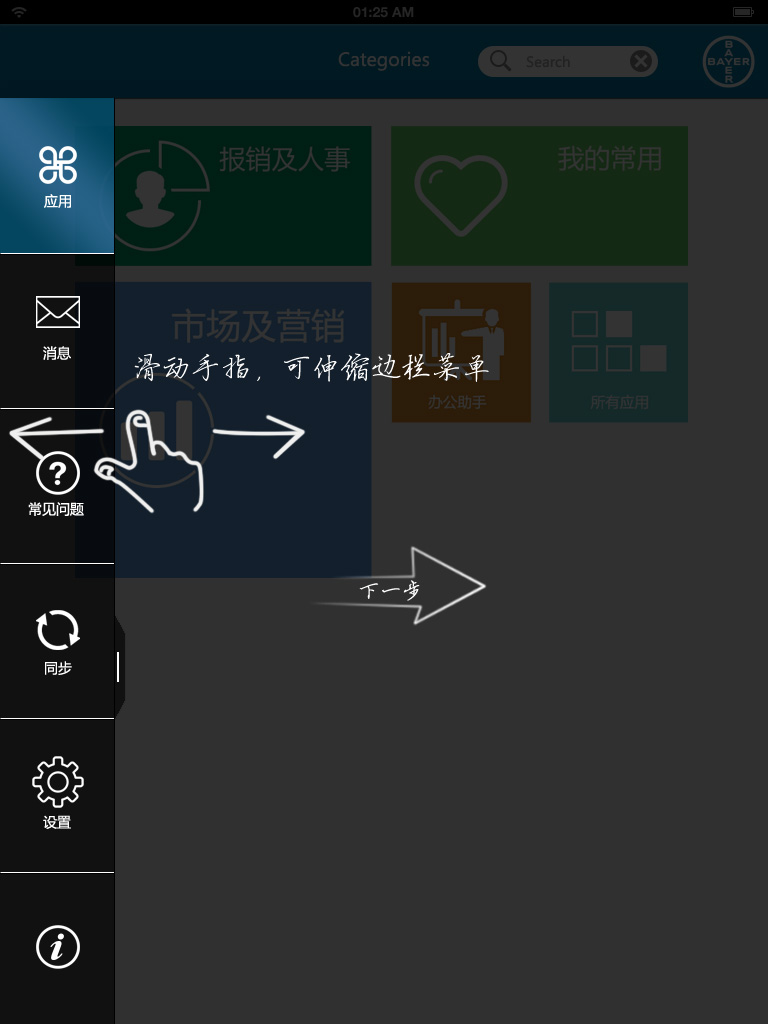 01:25 AM
Categories
Search
BAYER
BAYER
应用
报销及人事
我的常用
消息
市场及营销
滑动手指，可伸缩边栏菜单
办公助手
所有应用
常见问题
下一步
同步
设置